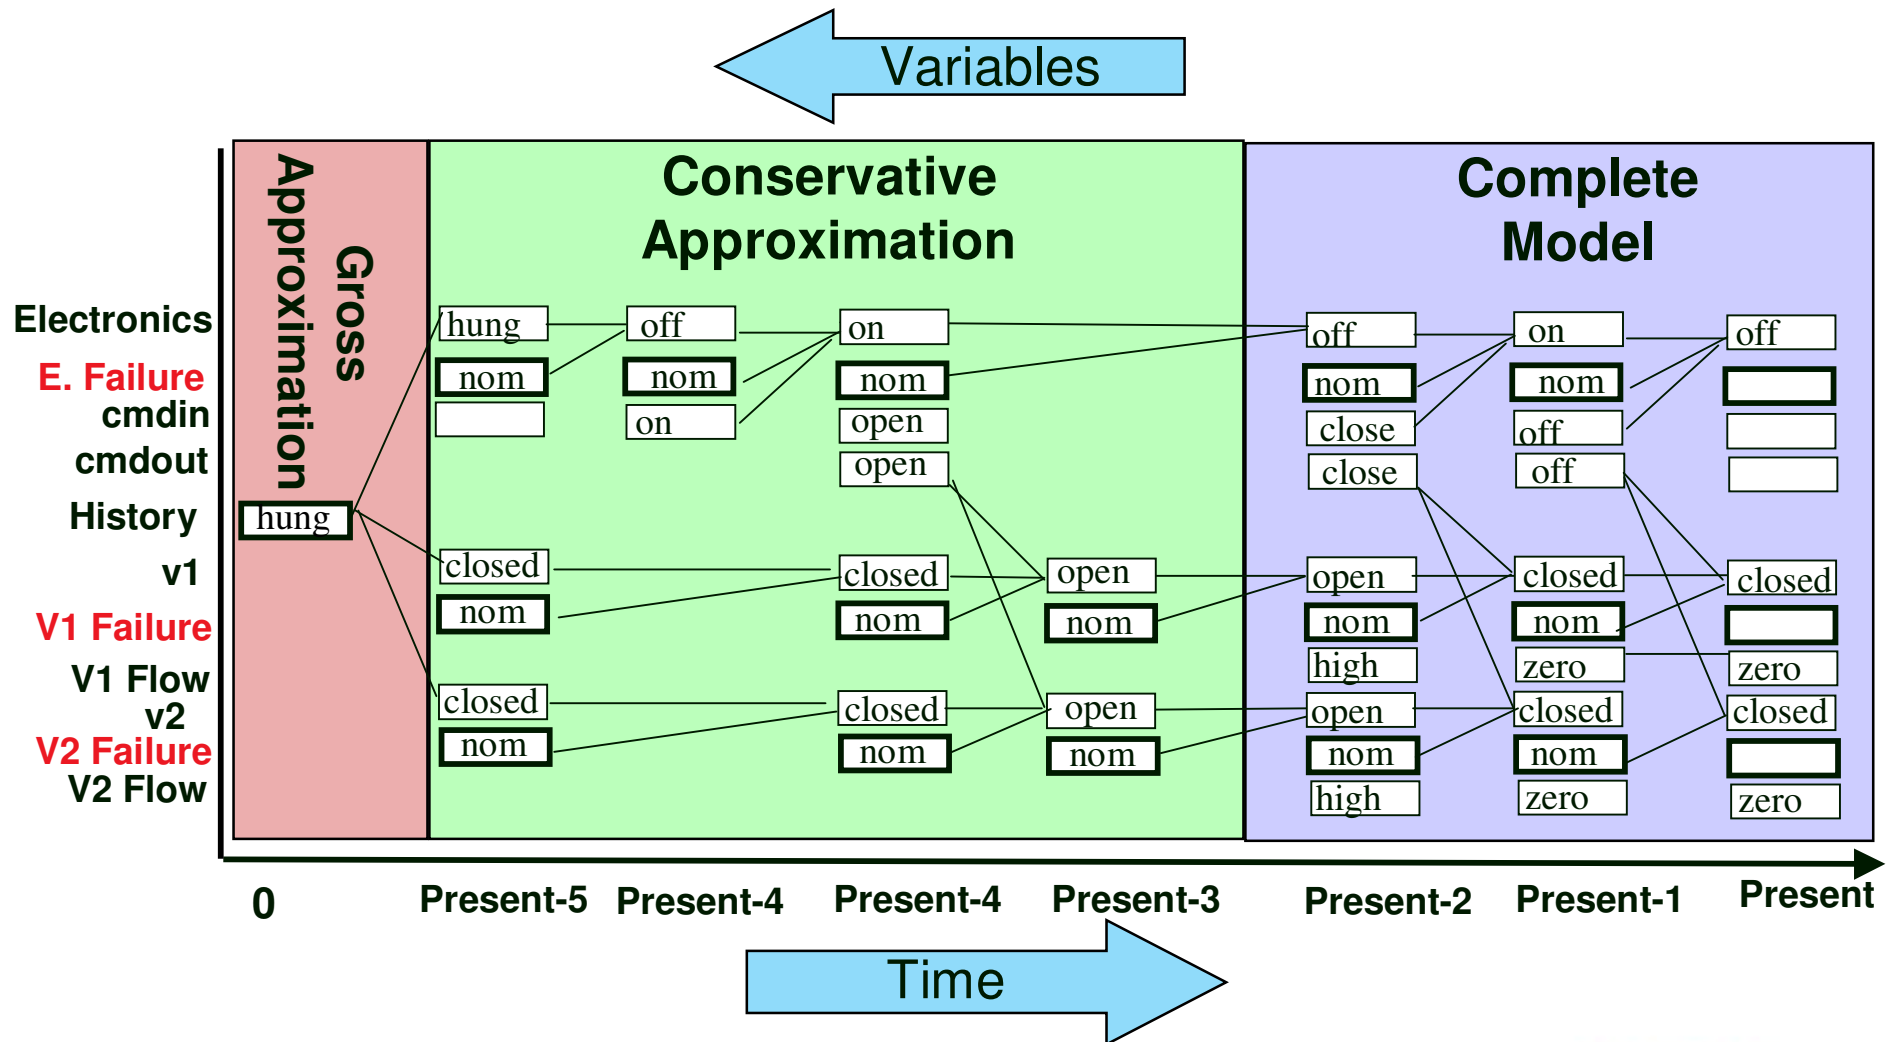 Variables
Gross
Approximation
Conservative
Approximation
Complete
Model
Electronics hung off on off on off
E. Failure nom nom nom nom nom
cmdin on open close off
cmdout open close off
History hung
v1 closed closed open open closed closed
V1 Failure nom nom nom nom nom
V1 Flow high zero zero
v2 closed closed open open closed closed
V2 Failure nom nom nom nom nom
V2 Flow high zero zero
0 Present-5 Present-4 Present-4 Present-3 Present-2 Present-1 Present
Time